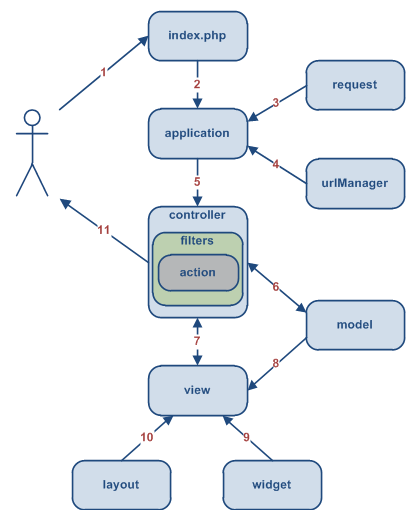 index.php
1
2
request
3
application
4
urlManager
5
controller
filters
11
action
6
model
7
8
view
10
9
layout
widget